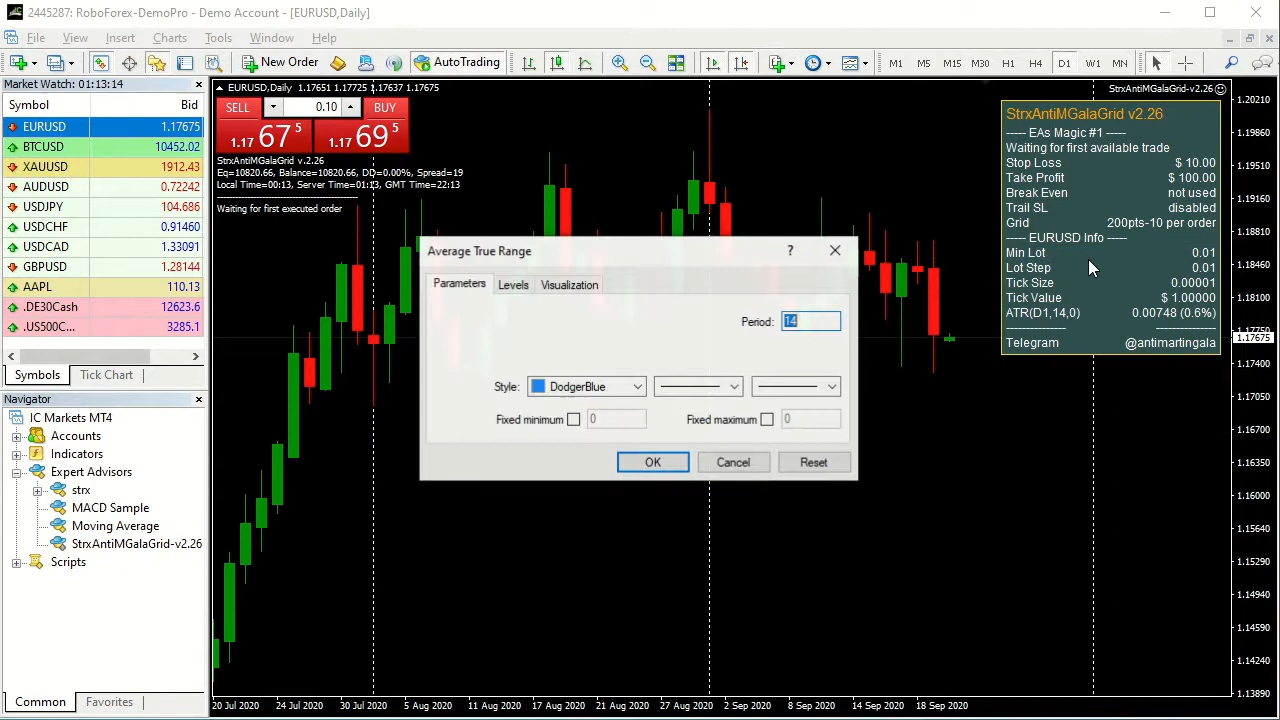 2445287: RoboForex-DemoPro - Demo Account - [EURUSD,Daily]
File View Insert Charts Tools Window Help
New Order AutoTrading M1 M5 M15 M30 H1 H4 D1 W1 MN
Market Watch: 01:13:14
Symbol Bid
EURUSD 1.17675
BTCUSD 10452.02
XAUUSD 1912.43
AUDUSD 0.72242
USDJPY 104.686
USDCHF 0.91460
USDCAD 1.33091
GBPUSD 1.28144
AAPL 110.13
.DE30Cash 12623.6
.US500C... 3285.1
Symbols Tick Chart
Navigator
IC Markets MT4
Accounts
Indicators
Expert Advisors
strx
MACD Sample
Moving Average
StrxAntiMGalaGrid-v2.26
Scripts
Common Favorites
EURUSD,Daily 1.17651 1.17725 1.17637 1.17675
SELL 0.10 BUY
1.17 67 5 1.17 69 5
StrxAntiMGalaGrid v.2.26
Eq=10820.66, Balance=10820.66, DD=0.00%, Spread=19
Local Time=00:13, Server Time=01:13, GMT Time=22:13
Waiting for first executed order
Average True Range ?
Parameters Levels Visualization
Period: 14
Style: DodgerBlue
Fixed minimum 0 Fixed maximum 0
OK Cancel Reset
StrxAntiMGalaGrid-v2.26
StrxAntiMGalaGrid v2.26
----- EAs Magic #1 -----
Waiting for first available trade
Stop Loss $ 10.00
Take Profit $ 100.00
Break Even not used
Trail SL disabled
Grid 200pts-10 per order
----- EURUSD Info -----
Min Lot 0.01
Lot Step 0.01
Tick Size 0.00001
Tick Value $ 1.00000
ATR(D1,14,0) 0.00748 (0.6%)
Telegram @antimartingala
1.20210
1.19860
1.19510
1.19160
1.18810
1.18460
1.18100
1.17750
1.17675
1.17400
1.17050
1.16700
1.16350
1.16000
1.15640
1.15290
1.14940
1.14590
1.14240
1.13890
20 Jul 2020 24 Jul 2020 30 Jul 2020 5 Aug 2020 11 Aug 2020 17 Aug 2020 21 Aug 2020 27 Aug 2020 2 Sep 2020 8 Sep 2020 14 Sep 2020 18 Sep 2020